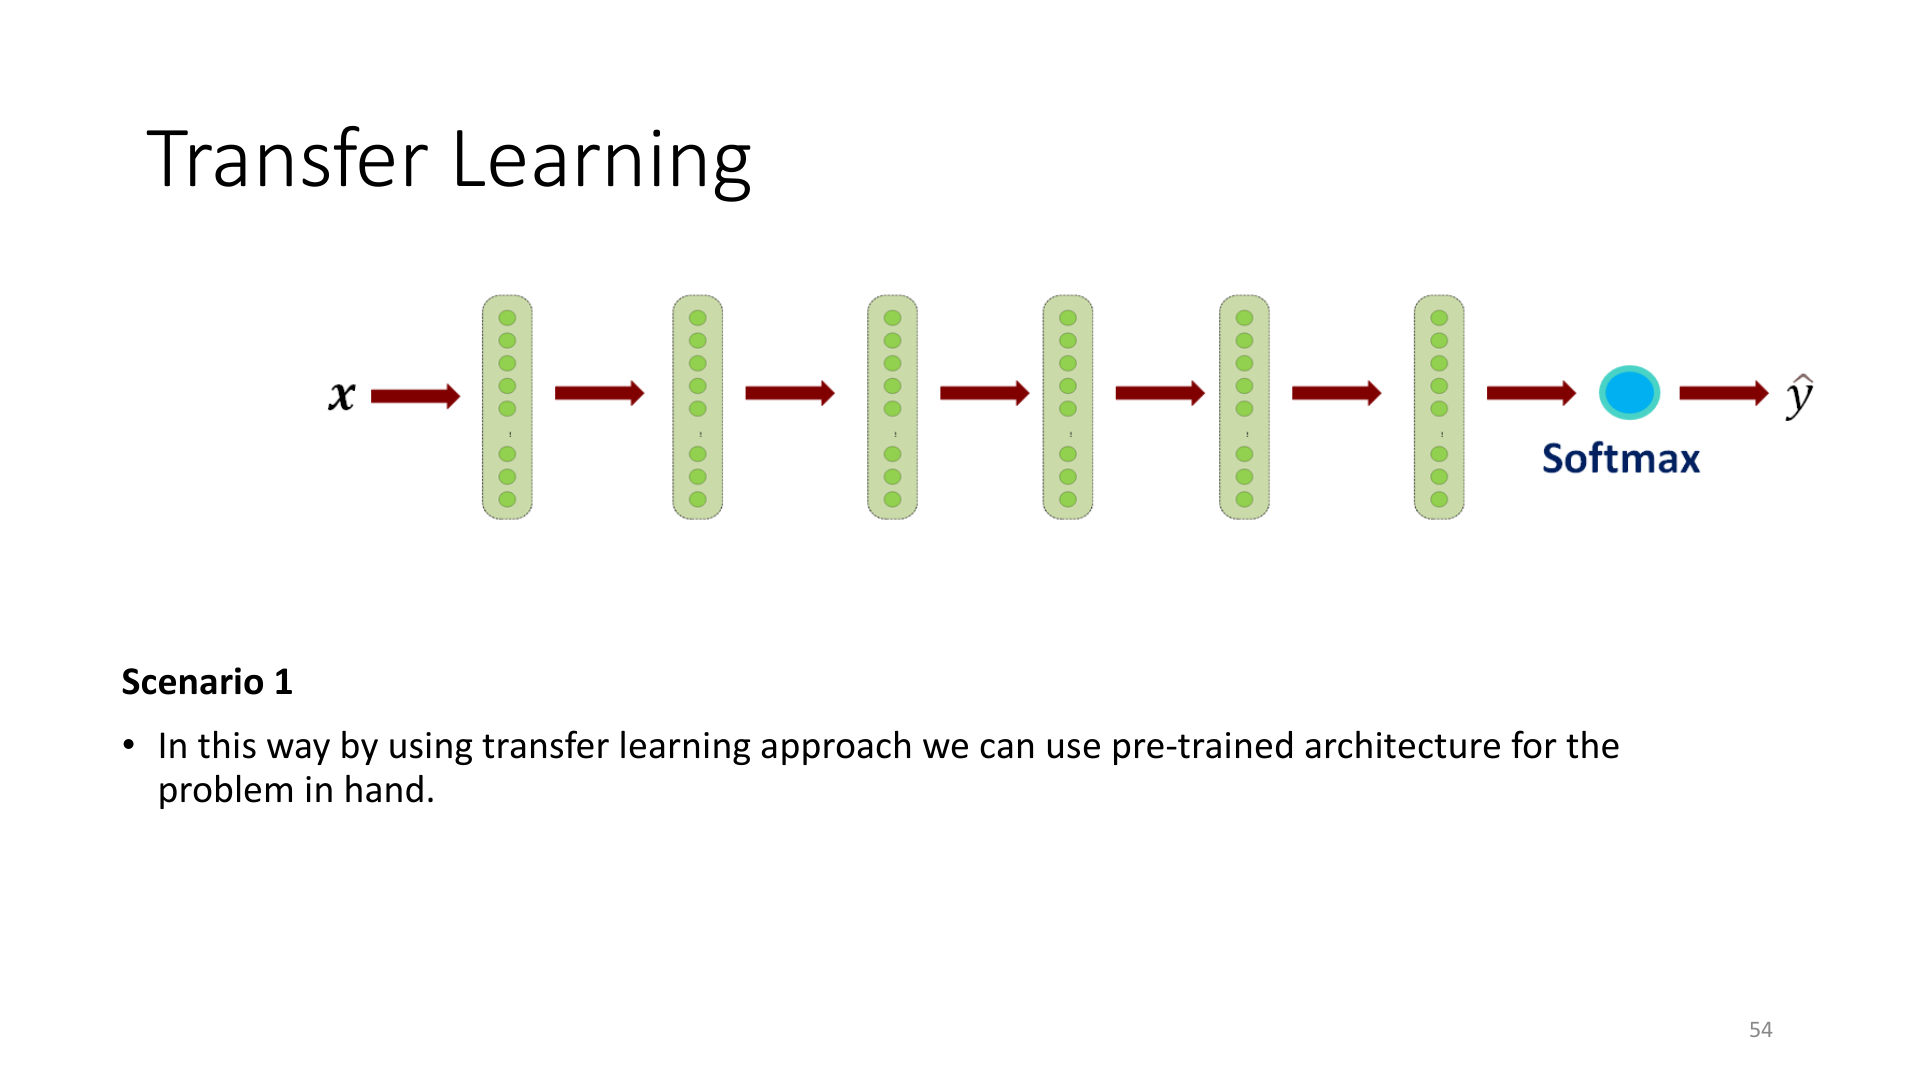 Transfer Learning
x
ŷ
Softmax
Scenario 1
• In this way by using transfer learning approach we can use pre-trained architecture for the
problem in hand.
54